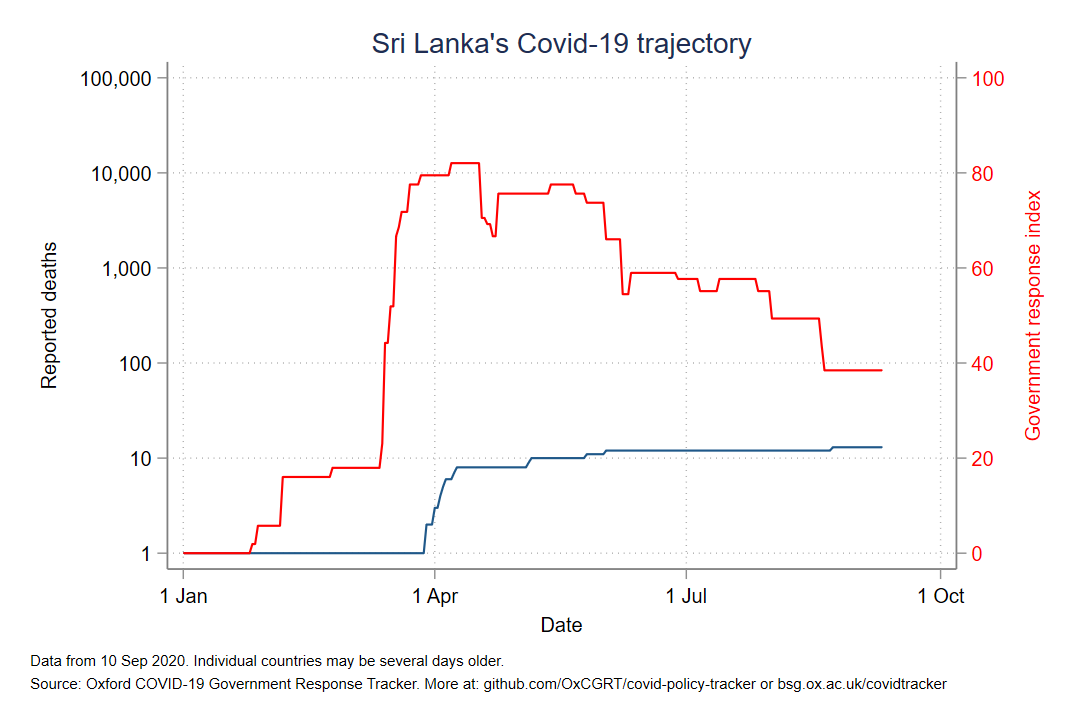 Sri Lanka's Covid-19 trajectory
100,000
10,000
1,000
100
10
1
Reported deaths
100
80
60
40
20
0
Government response index
1 Jan
1 Apr
1 Jul
1 Oct
Date
Data from 10 Sep 2020. Individual countries may be several days older.
Source: Oxford COVID-19 Government Response Tracker. More at: github.com/OxCGRT/covid-policy-tracker or bsg.ox.ac.uk/covidtracker